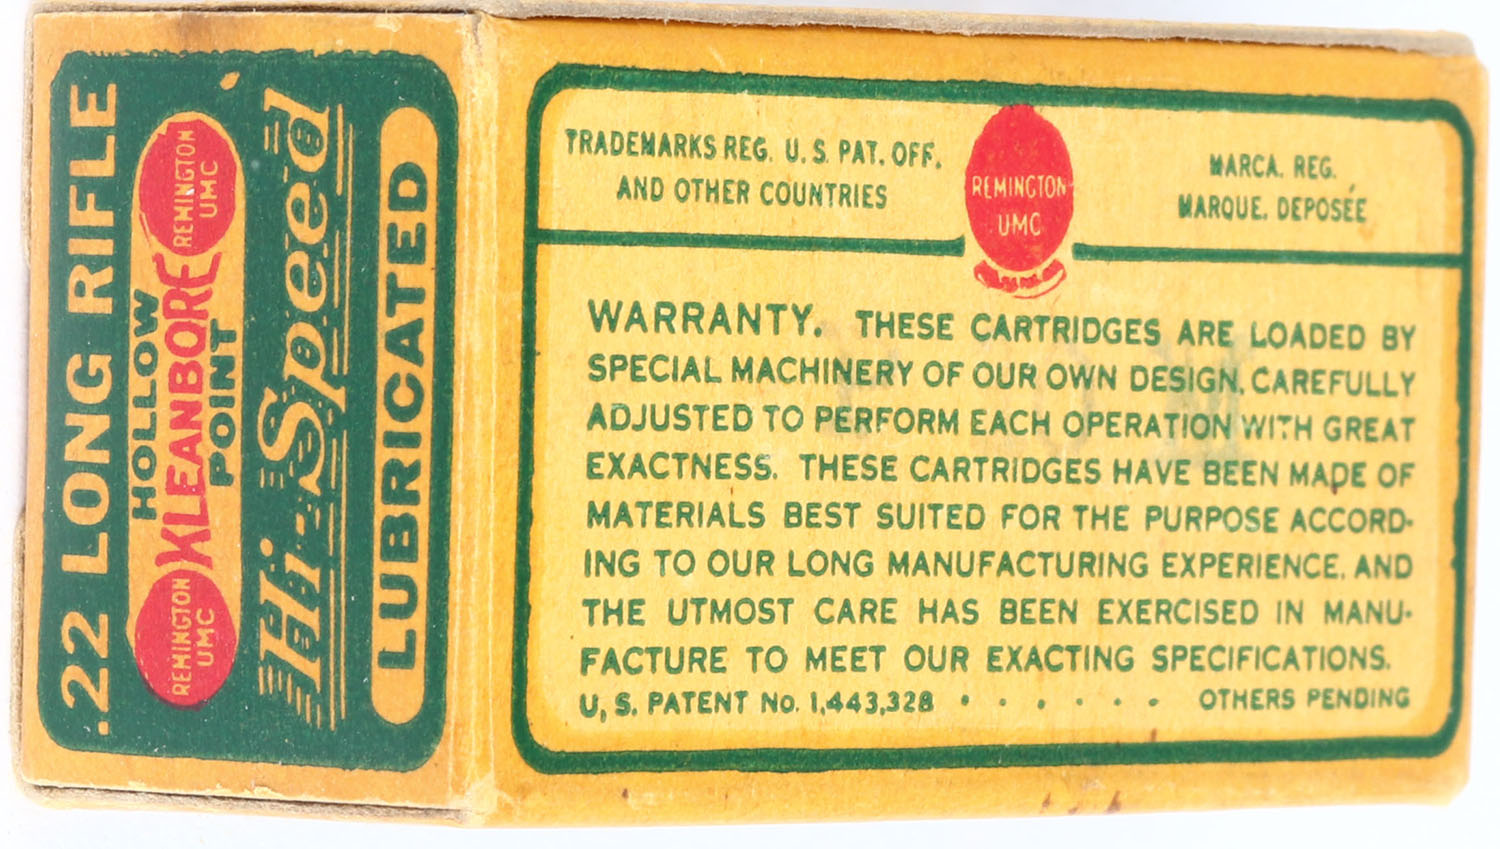 .22 LONG RIFLE
HOLLOW
REMINGTON
UMC
KLEANBORE
REMINGTON
UMC
POINT
Hi-Speed
LUBRICATED
TRADEMARKS REG. U. S. PAT. OFF.
AND OTHER COUNTRIES
REMINGTON
UMC
MARCA. REG.
MARQUE. DEPOSÉE
WARRANTY. THESE CARTRIDGES ARE LOADED BY
SPECIAL MACHINERY OF OUR OWN DESIGN, CAREFULLY
ADJUSTED TO PERFORM EACH OPERATION WITH GREAT
EXACTNESS. THESE CARTRIDGES HAVE BEEN MADE OF
MATERIALS BEST SUITED FOR THE PURPOSE ACCORD-
ING TO OUR LONG MANUFACTURING EXPERIENCE, AND
THE UTMOST CARE HAS BEEN EXERCISED IN MANU-
FACTURE TO MEET OUR EXACTING SPECIFICATIONS.
U. S. PATENT No. 1,443,328 . . . . . . OTHERS PENDING